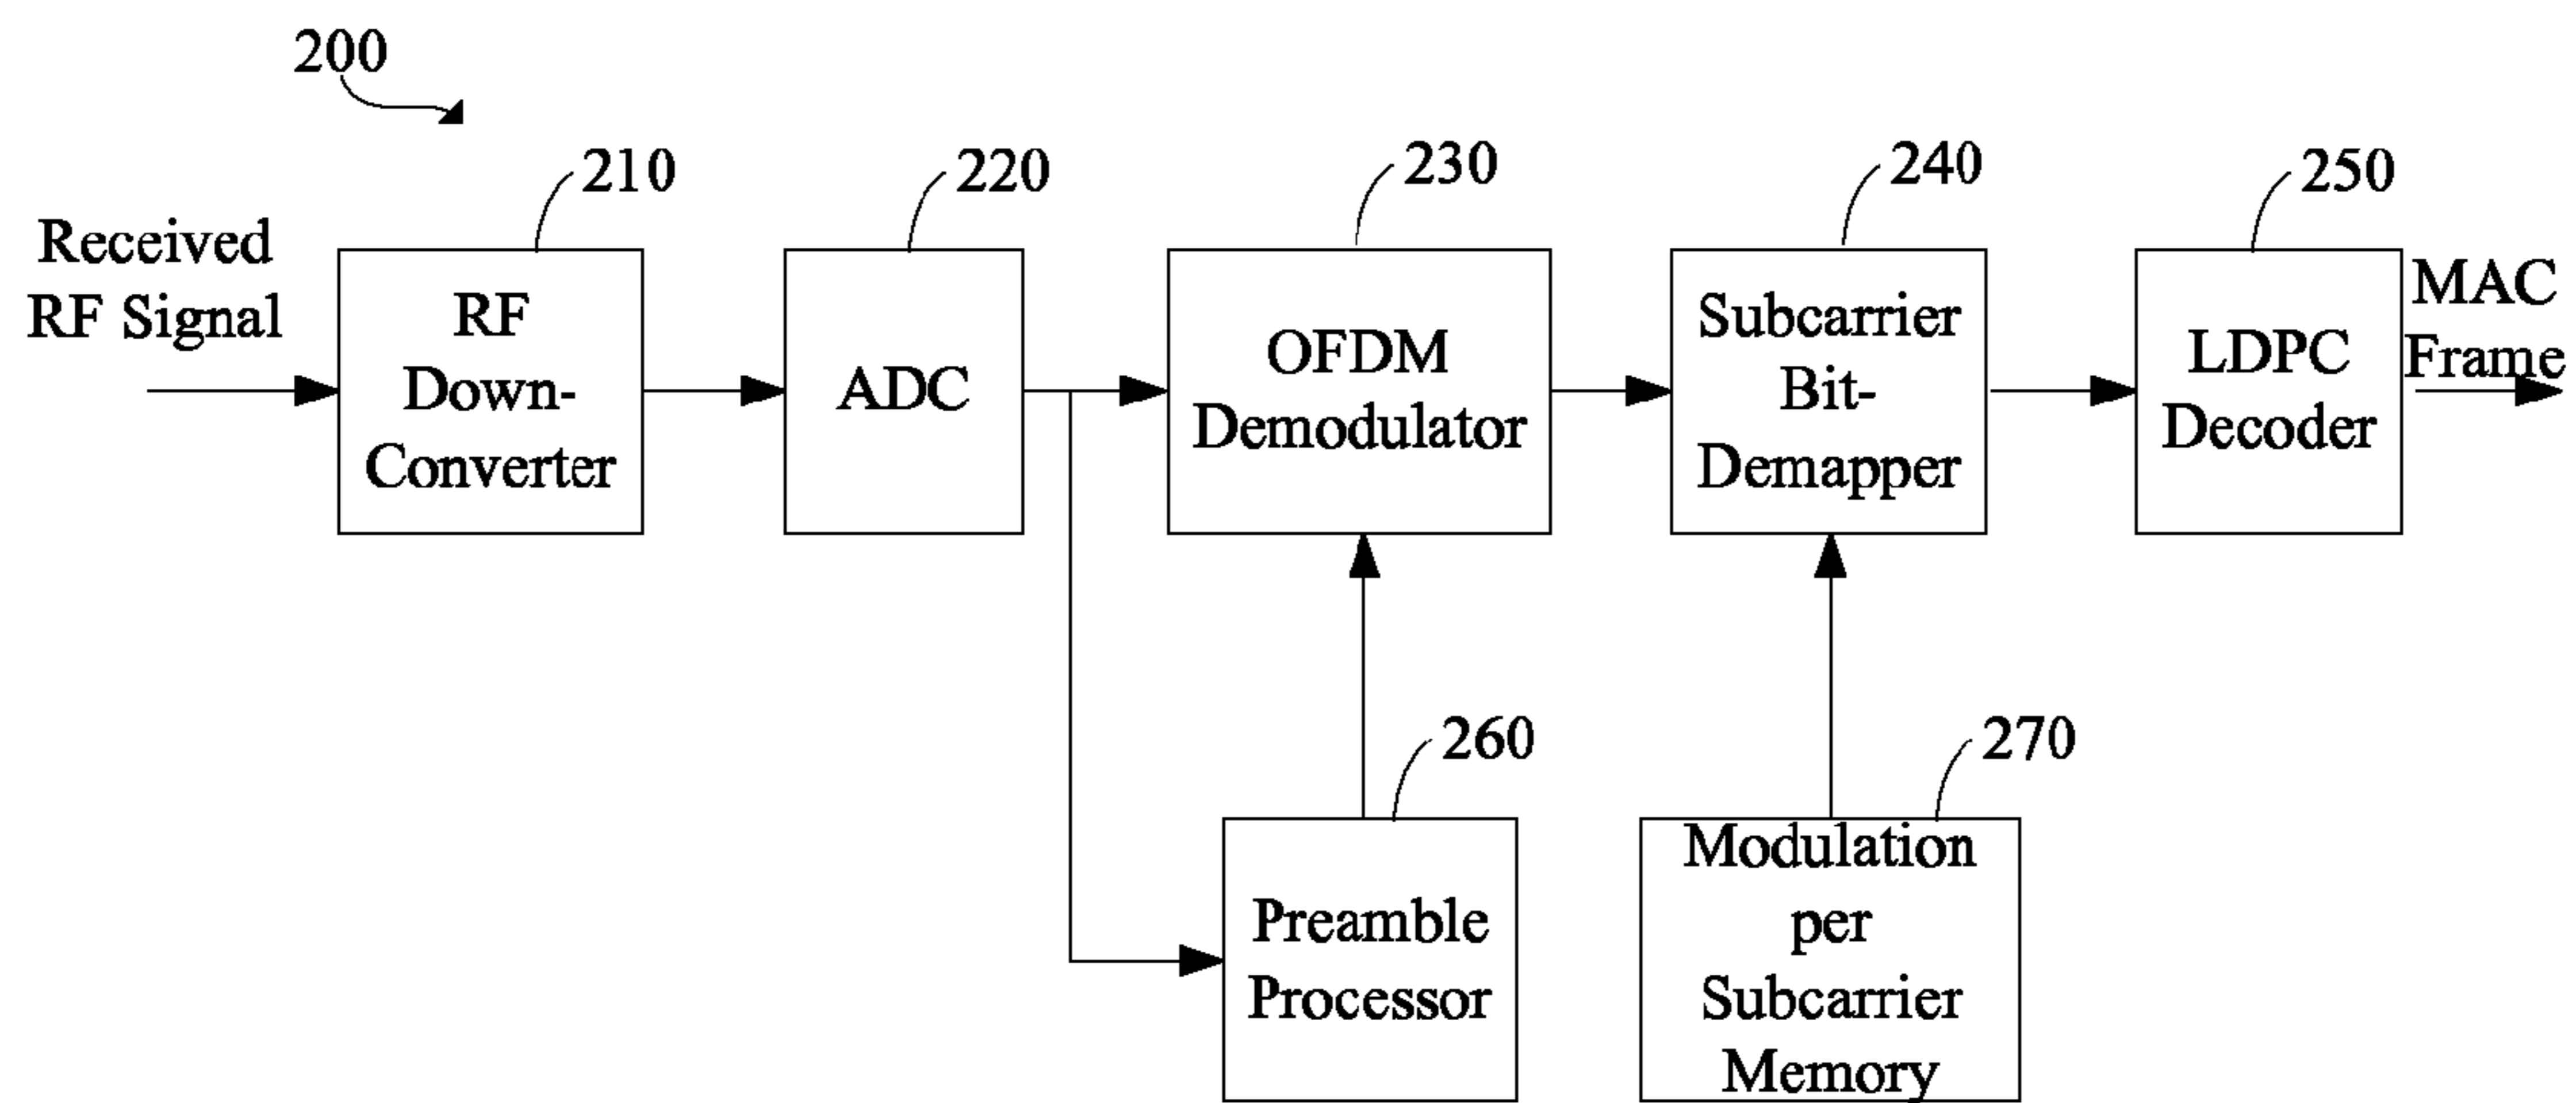 200
210
220
230
240
250
Received
RF Signal
RF
Down-
Converter
ADC
OFDM
Demodulator
Subcarrier
Bit-
Demapper
LDPC
Decoder
MAC
Frame
260
270
Preamble
Processor
Modulation
per
Subcarrier
Memory